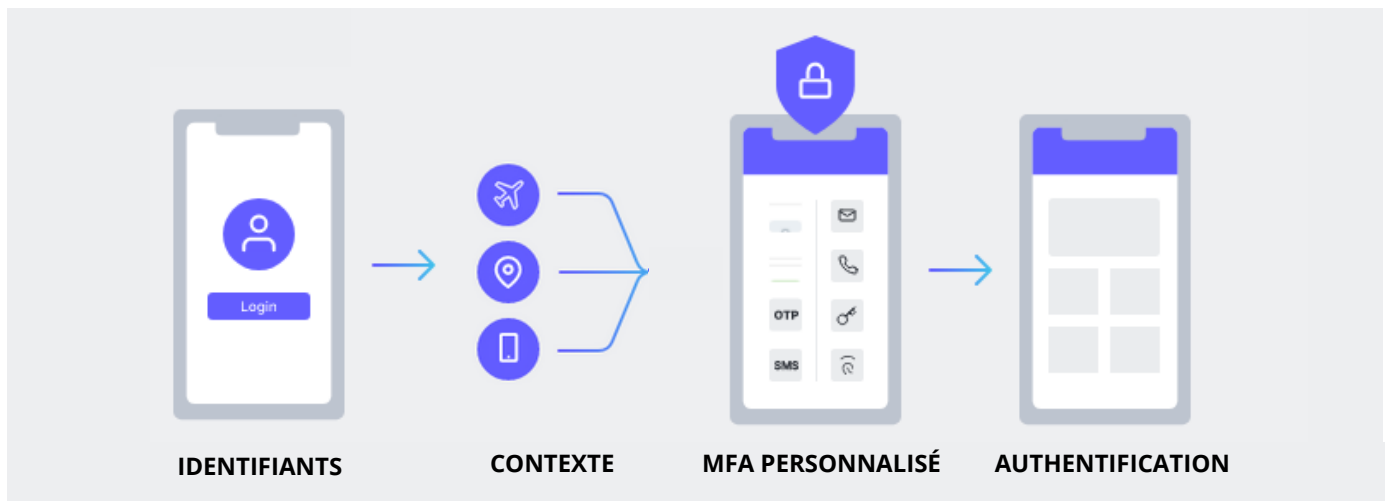 Login
OTP
SMS
IDENTIFIANTS
CONTEXTE
MFA PERSONNALISÉ
AUTHENTIFICATION